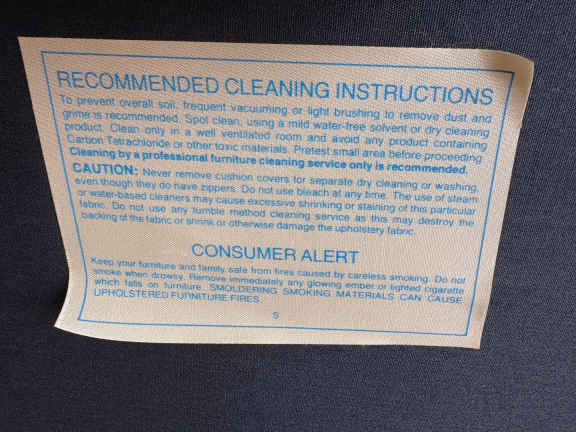 RECOMMENDED CLEANING INSTRUCTIONS
To prevent overall soil, frequent vacuuming or light brushing to remove dust and
grime is recommended. Spot clean, using a mild water-free solvent or dry cleaning
product. Clean only in a well ventilated room and avoid any product containing
Carbon Tetrachloride or other toxic materials. Pretest small area before proceeding.
Cleaning by a professional furniture cleaning service only is recommended.
CAUTION: Never remove cushion covers for separate dry cleaning or washing,
even though they do have zippers. Do not use bleach at any time. The use of steam
or water-based cleaners may cause excessive shrinking or staining of this particular
fabric. Do not use any tumble method cleaning service as this may destroy the
backing of the fabric or shrink or otherwise damage the upholstery fabric.
CONSUMER ALERT
Keep your furniture and family safe from fires caused by careless smoking. Do not
smoke when drowsy. Remove immediately any glowing ember or lighted cigarette
which falls on furniture. SMOLDERING SMOKING MATERIALS CAN CAUSE
UPHOLSTERED FURNITURE FIRES.
S